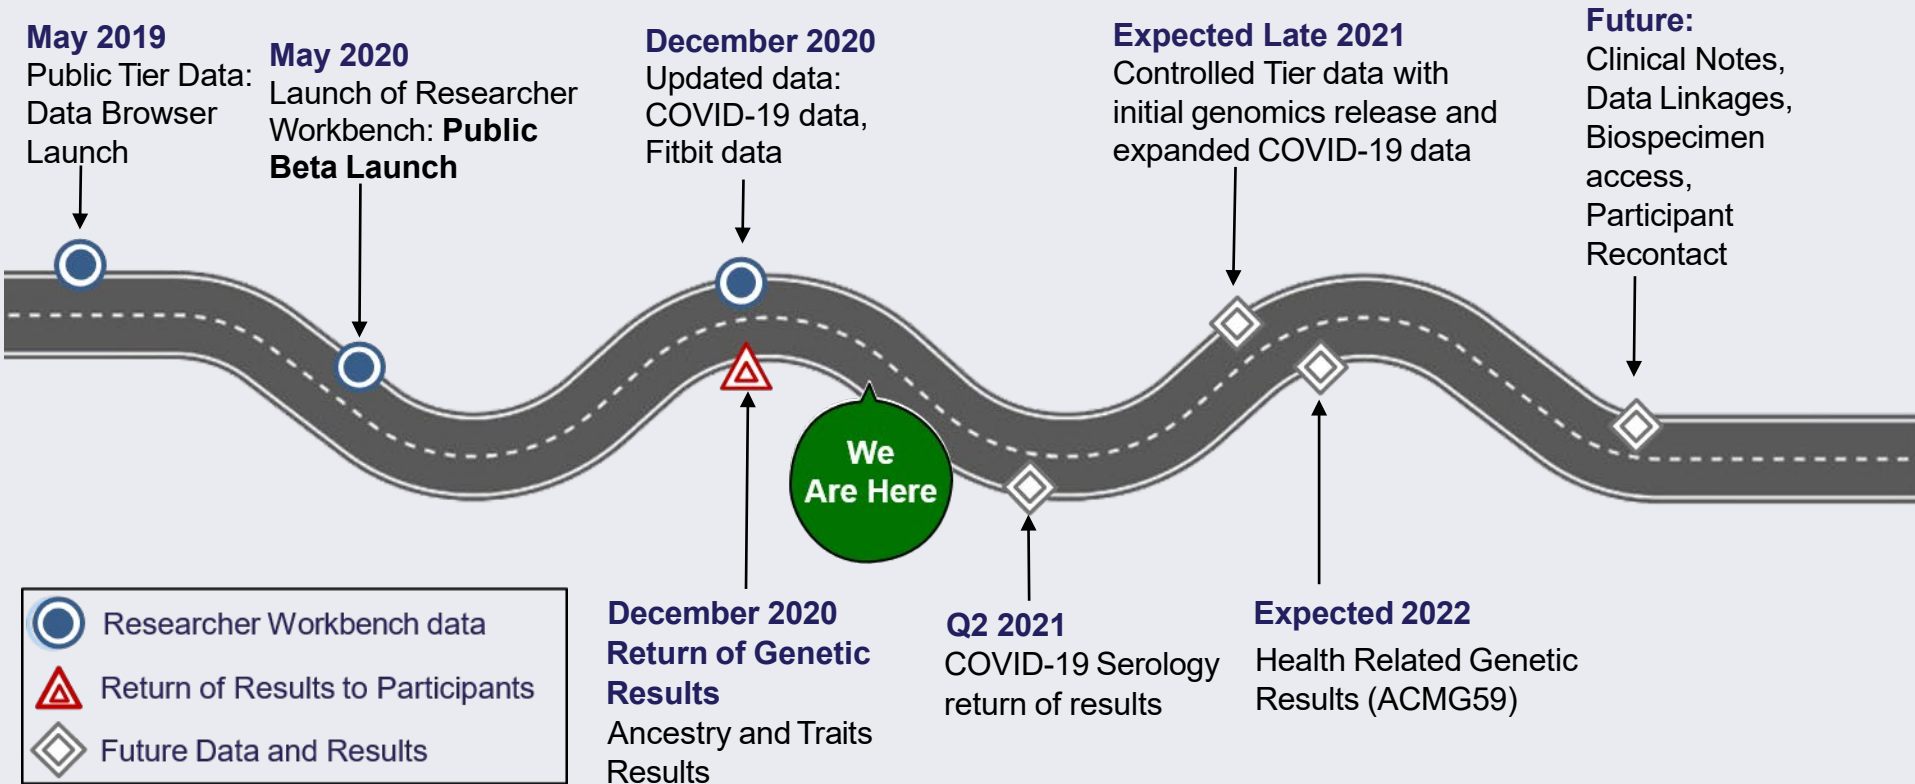 May 2019
Public Tier Data:
Data Browser
Launch
May 2020
Launch of Researcher
Workbench: Public
Beta Launch
December 2020
Updated data:
COVID-19 data,
Fitbit data
Expected Late 2021
Controlled Tier data with
initial genomics release and
expanded COVID-19 data
Future:
Clinical Notes,
Data Linkages,
Biospecimen
access,
Participant
Recontact
We
Are Here
Researcher Workbench data
Return of Results to Participants
Future Data and Results
December 2020
Return of Genetic
Results
Ancestry and Traits
Results
Q2 2021
COVID-19 Serology
return of results
Expected 2022
Health Related Genetic
Results (ACMG59)